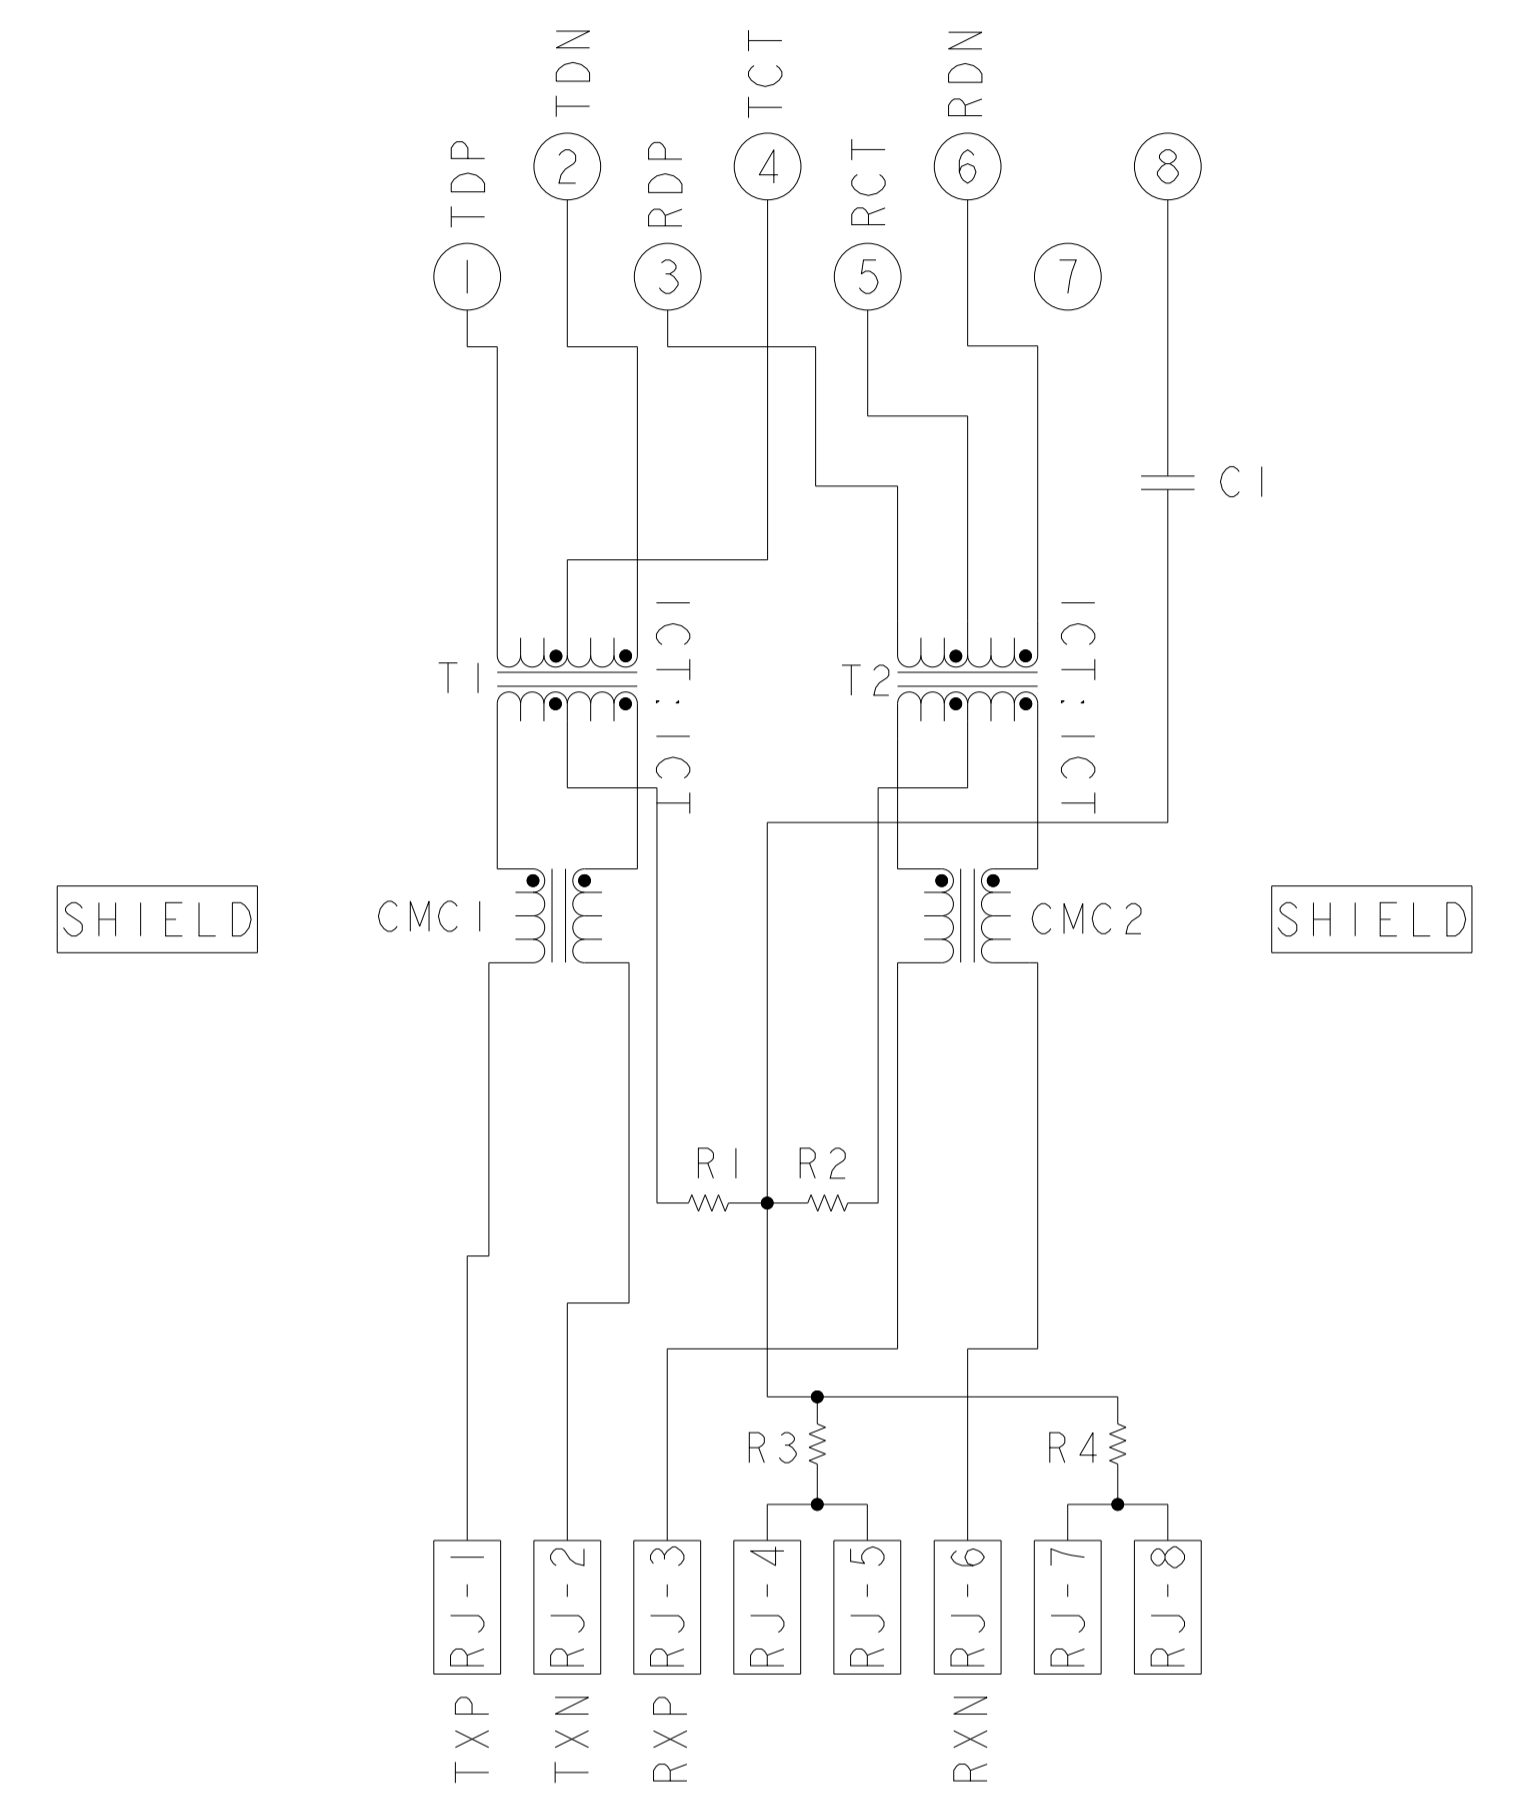 TDN
TCT
RDN
TDP
2
RDP
4
RCT
6
8
1
3
5
7
C1
T1
1CT : 1CT
T2
1CT : 1CT
SHIELD
CMC1
CMC2
SHIELD
R1
R2
R3
R4
RJ-1
RJ-2
RJ-3
RJ-4
RJ-5
RJ-6
RJ-7
RJ-8
TXP
TXN
RXP
RXN